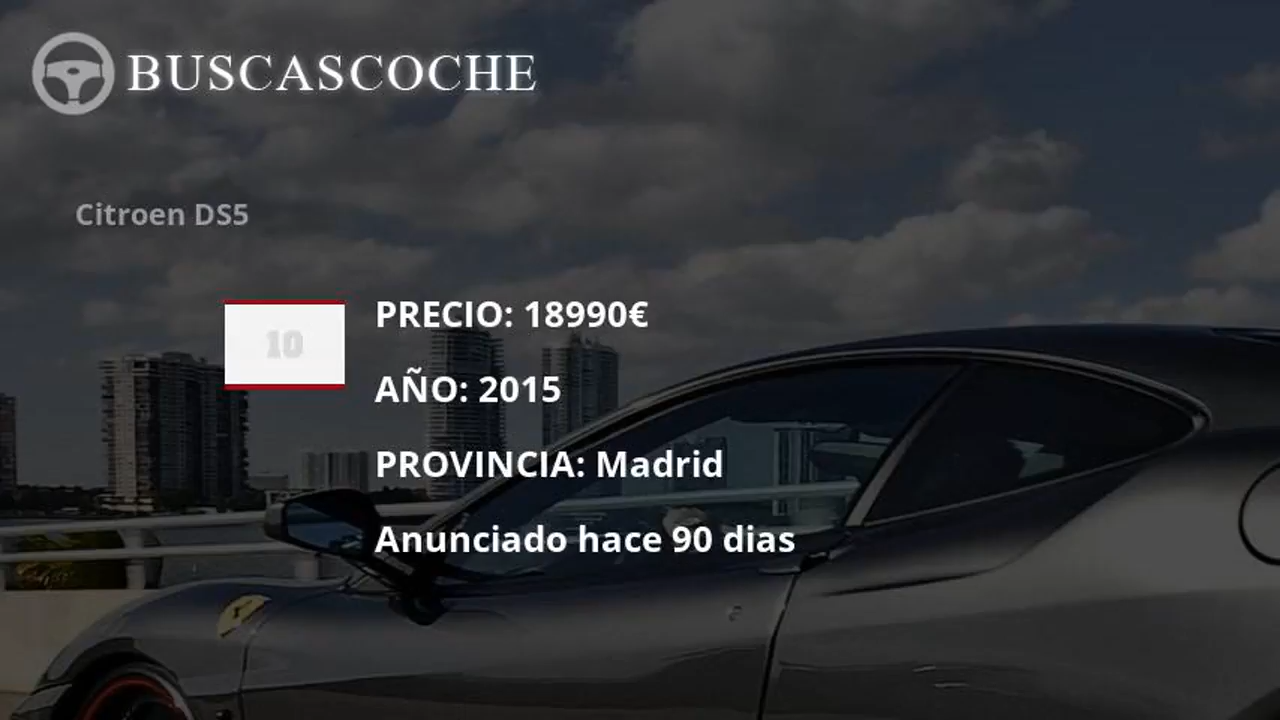 BUSCASCOCHE
Citroen DS5
10
PRECIO: 18990€
AÑO: 2015
PROVINCIA: Madrid
Anunciado hace 90 dias